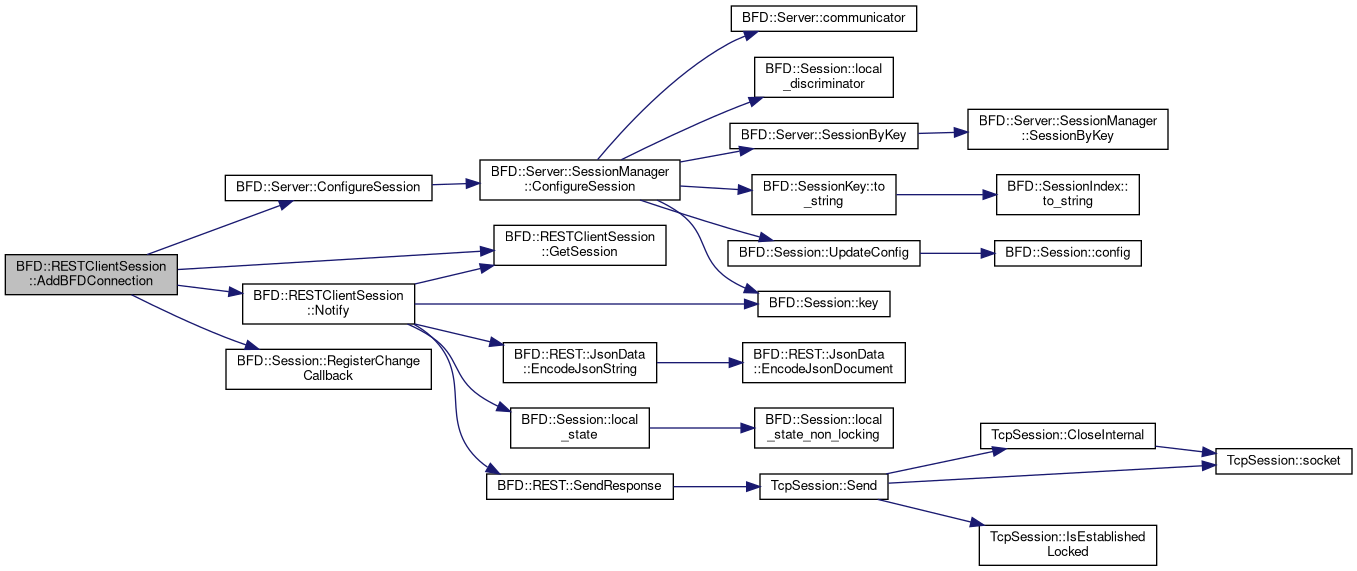 BFD::RESTClientSession
::AddBFDConnection
BFD::Server::ConfigureSession
BFD::Server::SessionManager
::ConfigureSession
BFD::Server::communicator
BFD::Session::local
_discriminator
BFD::Server::SessionByKey
BFD::Server::SessionManager
::SessionByKey
BFD::SessionKey::to
_string
BFD::SessionIndex::
to_string
BFD::Session::UpdateConfig
BFD::Session::config
BFD::Session::key
BFD::RESTClientSession
::GetSession
BFD::RESTClientSession
::Notify
BFD::REST::JsonData
::EncodeJsonString
BFD::REST::JsonData
::EncodeJsonDocument
BFD::Session::local
_state
BFD::Session::local
_state_non_locking
BFD::REST::SendResponse
TcpSession::Send
TcpSession::CloseInternal
TcpSession::socket
TcpSession::IsEstablished
Locked
BFD::Session::RegisterChange
Callback